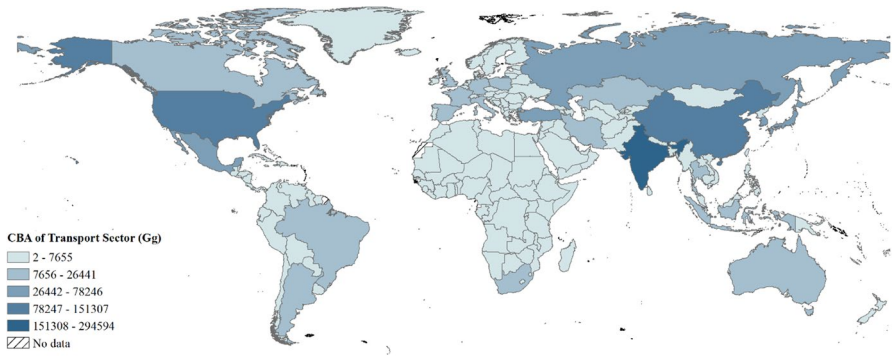 CBA of Transport Sector (Gg)
2 - 7655
7656 - 26441
26442 - 78246
78247 - 151307
151308 - 294594
No data